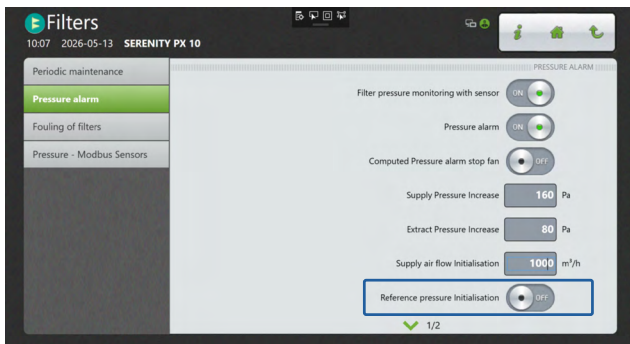 Filters
10:07 2026-05-13 SERENITY PX 10
Periodic maintenance
Pressure alarm
Fouling of filters
Pressure - Modbus Sensors
PRESSURE ALARM
Filter pressure monitoring with sensor ON
Pressure alarm ON
Computed Pressure alarm stop fan OFF
Supply Pressure Increase 160 Pa
Extract Pressure Increase 80 Pa
Supply air flow Initialisation 1000 m³/h
Reference pressure Initialisation OFF
1/2